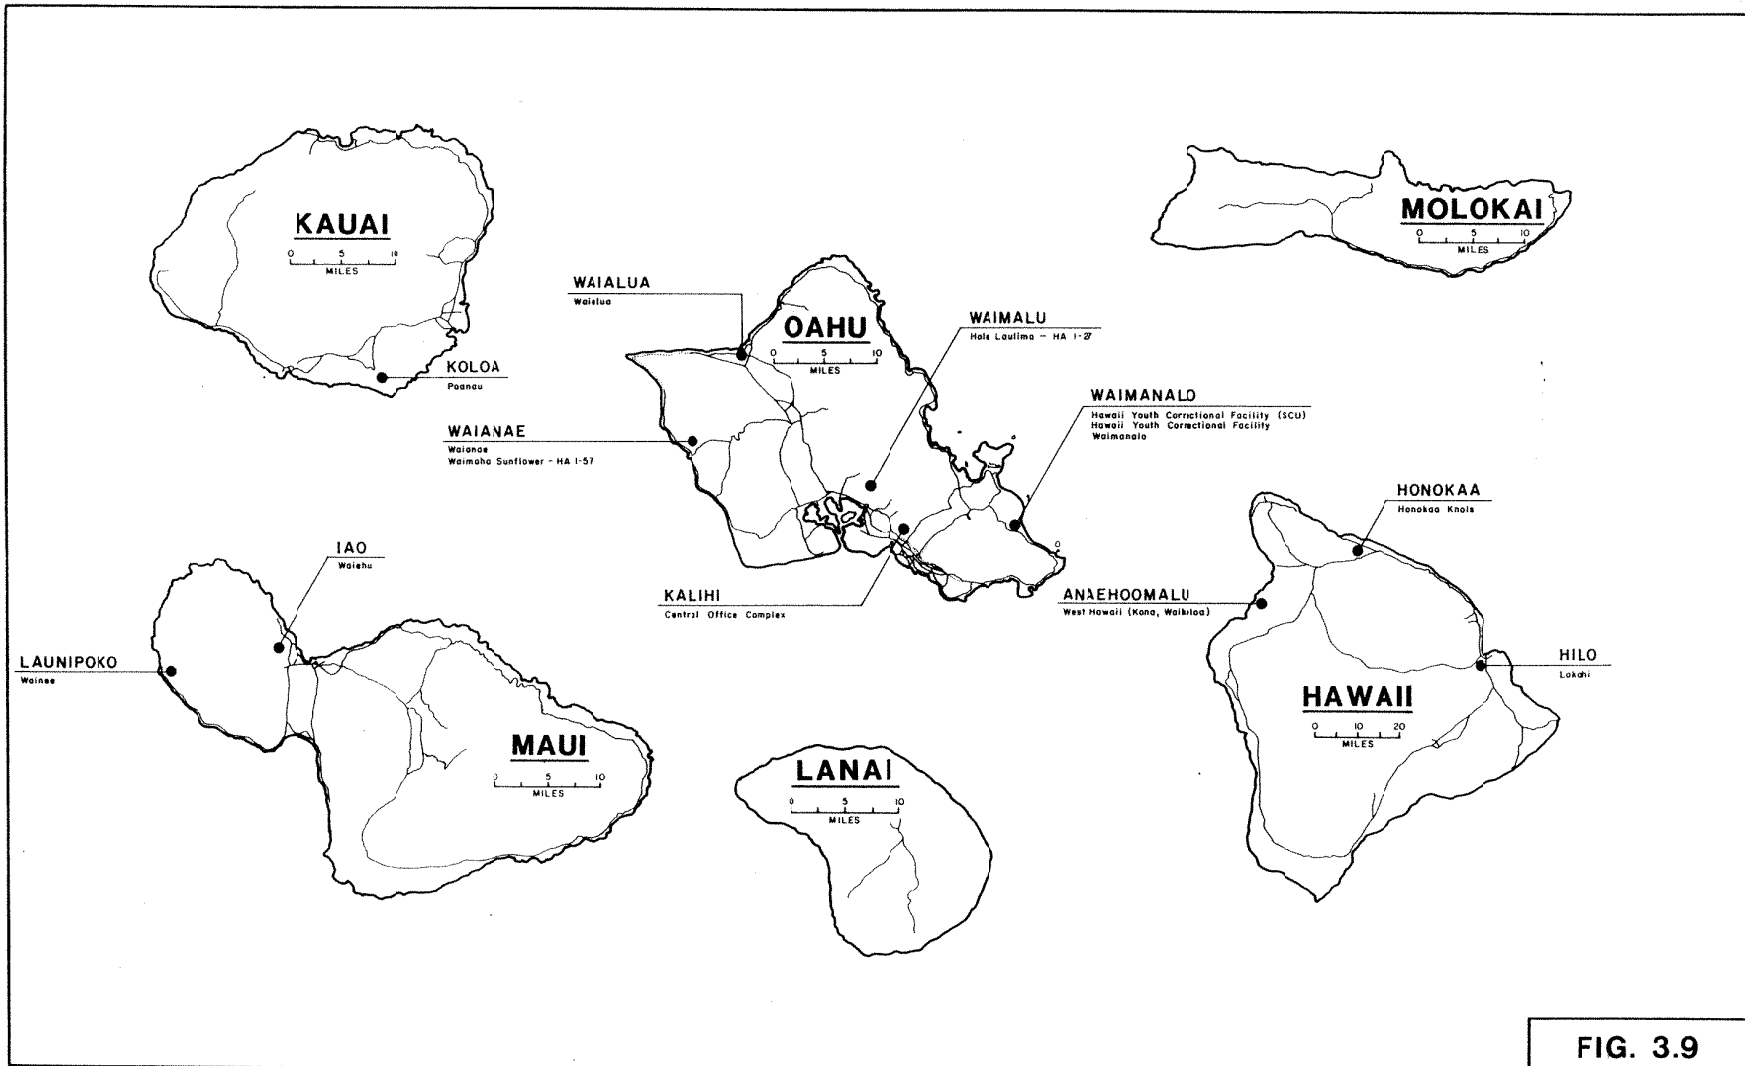 KAUAI
0 5 10
MILES
KOLOA
Paanau
MOLOKAI
0 5 10
MILES
OAHU
0 5 10
MILES
WAIALUA
Waialua
WAIMALU
Hale Laulima - HA 1-27
WAIANAE
Waianae
Waimaha Sunflower - HA 1-57
WAIMANALO
Hawaii Youth Correctional Facility (SCU)
Hawaii Youth Correctional Facility
Waimanalo
KALIHI
Central Office Complex
IAO
Waiehu
LAUNIPOKO
Wainee
MAUI
0 5 10
MILES
LANAI
0 5 10
MILES
HONOKAA
Honokaa Knolls
ANAEHOOMALU
West Hawaii (Kona, Waikiloa)
HILO
Lokahi
HAWAII
0 10 20
MILES
FIG. 3.9